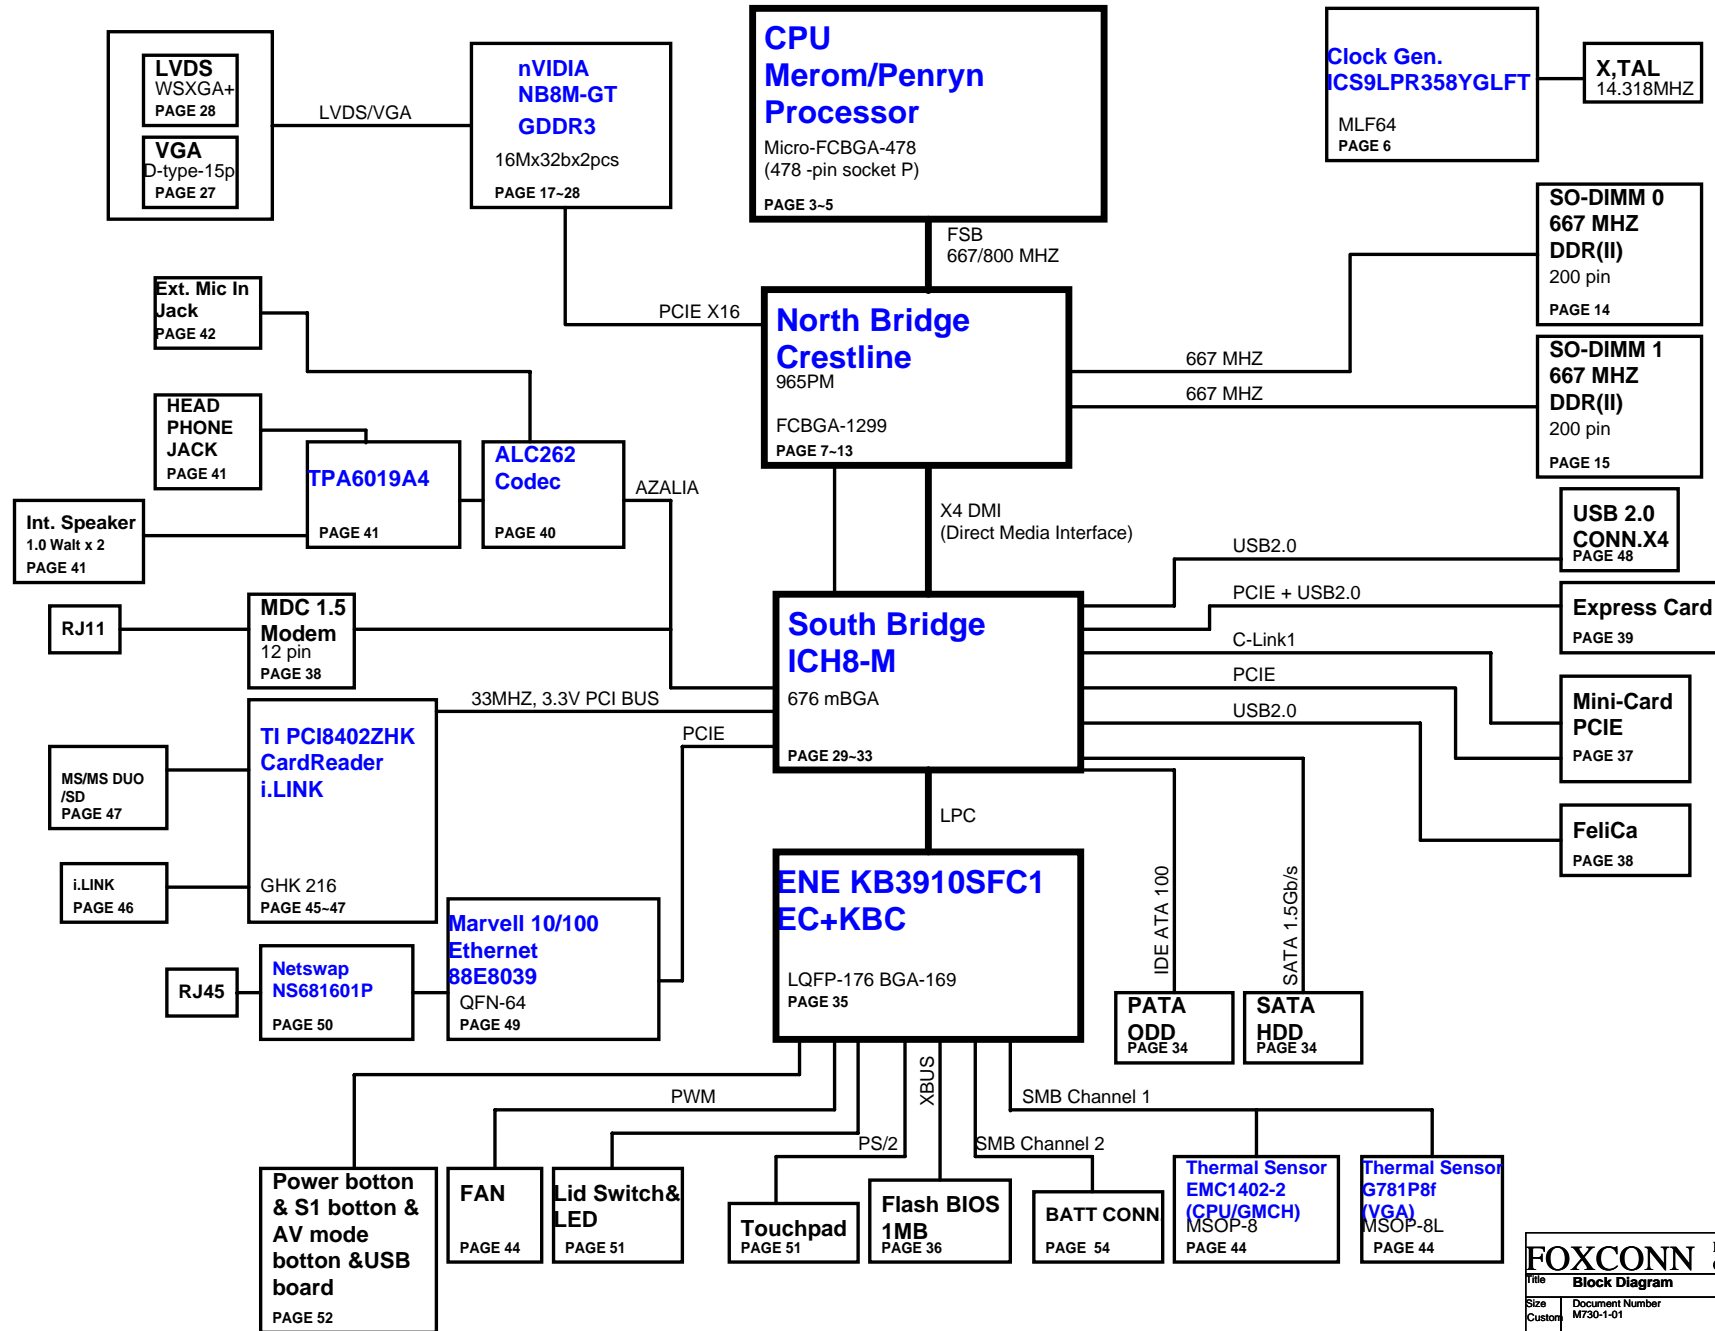 LVDS
WSXGA+
PAGE 28
VGA
D-type-15p
PAGE 27
LVDS/VGA
nVIDIA
NB8M-GT
GDDR3
16Mx32bx2pcs
PAGE 17~28
CPU
Merom/Penryn
Processor
Micro-FCBGA-478
(478 -pin socket P)
PAGE 3~5
Clock Gen.
ICS9LPR358YGLFT
MLF64
PAGE 6
X,TAL
14.318MHZ
FSB
667/800 MHZ
SO-DIMM 0
667 MHZ
DDR(II)
200 pin
PAGE 14
Ext. Mic In
Jack
PAGE 42
PCIE X16
North Bridge
Crestline
965PM
FCBGA-1299
PAGE 7~13
667 MHZ
667 MHZ
SO-DIMM 1
667 MHZ
DDR(II)
200 pin
PAGE 15
HEAD
PHONE
JACK
PAGE 41
TPA6019A4
PAGE 41
ALC262
Codec
PAGE 40
AZALIA
Int. Speaker
1.0 Walt x 2
PAGE 41
X4 DMI
(Direct Media Interface)
USB2.0
USB 2.0
CONN.X4
PAGE 48
RJ11
MDC 1.5
Modem
12 pin
PAGE 38
South Bridge
ICH8-M
676 mBGA
PAGE 29~33
PCIE + USB2.0
Express Card
PAGE 39
C-Link1
PCIE
USB2.0
Mini-Card
PCIE
PAGE 37
33MHZ, 3.3V PCI BUS
PCIE
TI PCI8402ZHK
CardReader
i.LINK
GHK 216
PAGE 45~47
MS/MS DUO
/SD
PAGE 47
i.LINK
PAGE 46
LPC
FeliCa
PAGE 38
IDE ATA 100
SATA 1.5Gb/s
ENE KB3910SFC1
EC+KBC
LQFP-176 BGA-169
PAGE 35
Marvell 10/100
Ethernet
88E8039
QFN-64
PAGE 49
RJ45
Netswap
NS681601P
PAGE 50
PATA
ODD
PAGE 34
SATA
HDD
PAGE 34
PWM
PS/2
XBUS
SMB Channel 1
SMB Channel 2
Power botton
& S1 botton &
AV mode
botton &USB
board
PAGE 52
FAN
PAGE 44
Lid Switch&
LED
PAGE 51
Touchpad
PAGE 51
Flash BIOS
1MB
PAGE 36
BATT CONN
PAGE 54
Thermal Sensor
EMC1402-2
(CPU/GMCH)
MSOP-8
PAGE 44
Thermal Sensor
G781P8f
(VGA)
MSOP-8L
PAGE 44
FOXCONN
Title
Block Diagram
Size
Custom
Document Number
M730-1-01